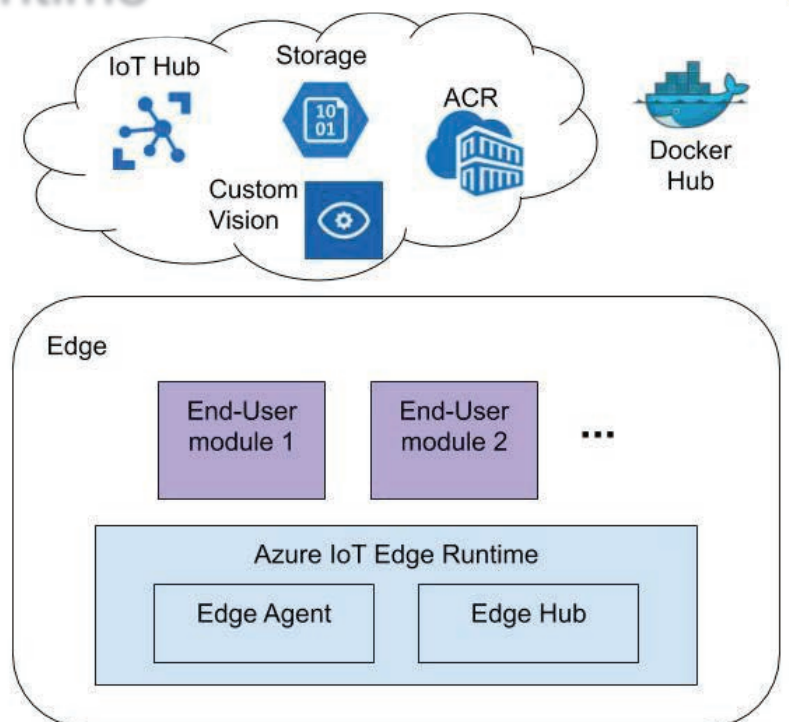 IoT Hub
Storage
10
01
ACR
Custom
Vision
Docker
Hub
Edge
End-User
module 1
End-User
module 2
...
Azure IoT Edge Runtime
Edge Agent
Edge Hub